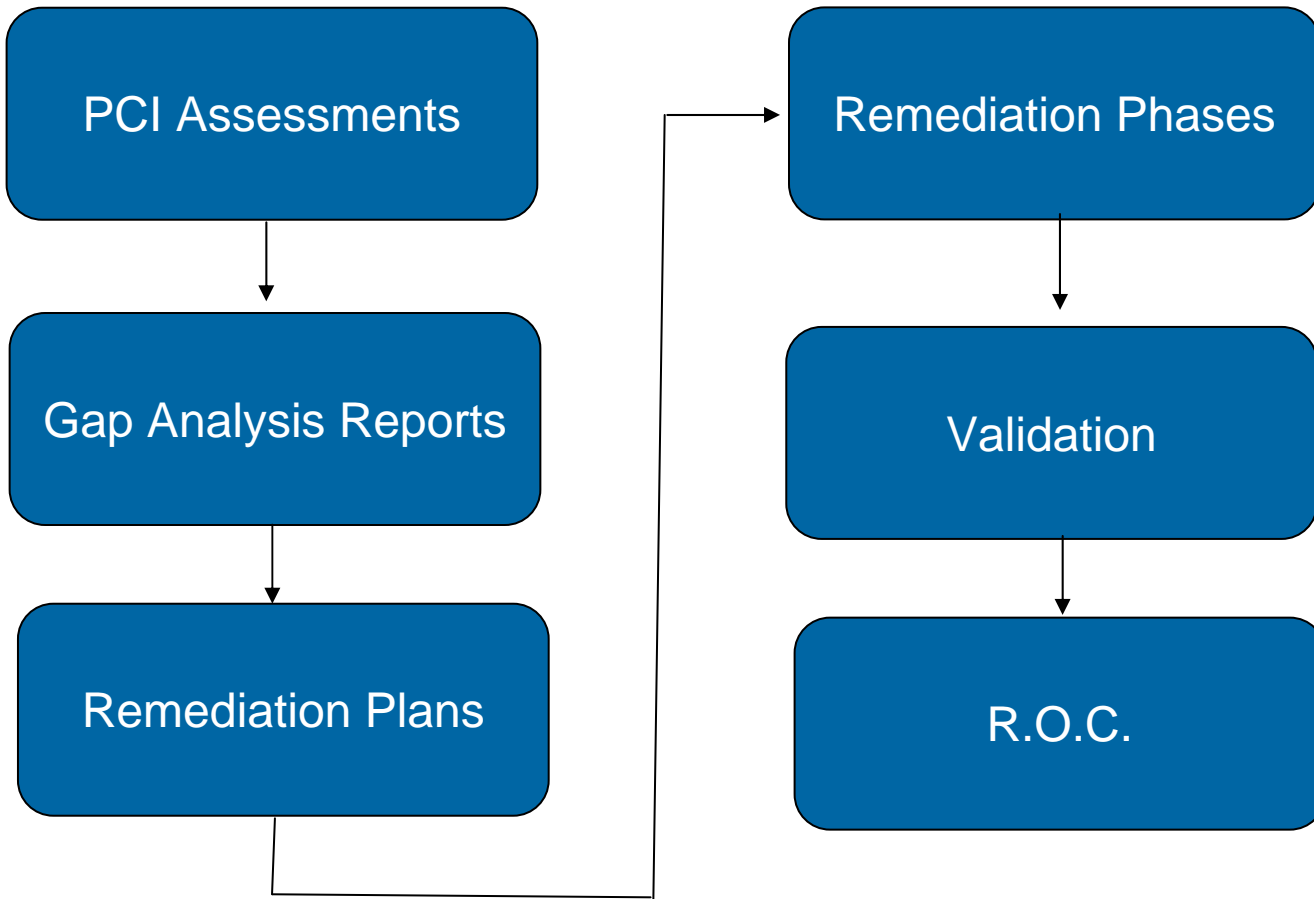 PCI Assessments
Gap Analysis Reports
Remediation Plans
Remediation Phases
Validation
R.O.C.